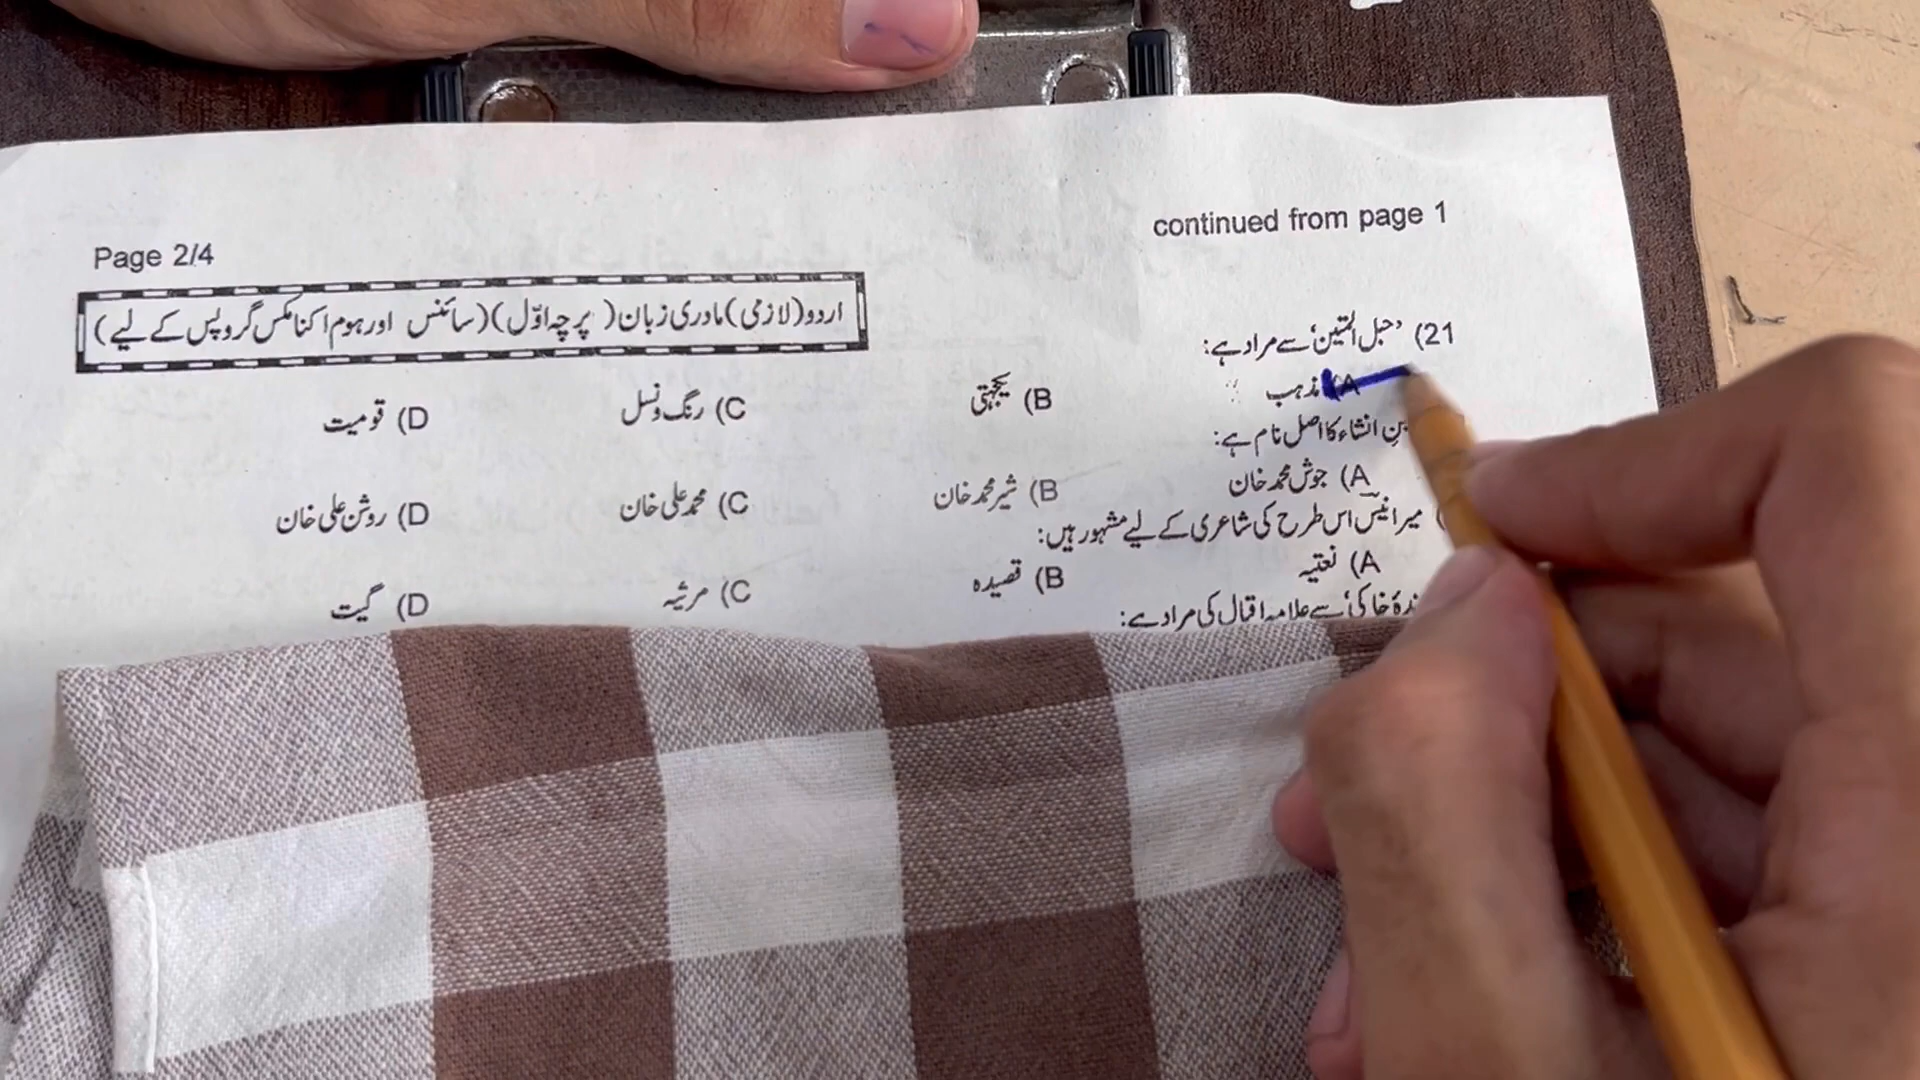 continued from page 1
Page 2/4
اردو (لازمی) مادری زبان (پرچہ اوّل) (سائنس اور ہوم اکنامکس گروپس کے لیے)
21) 'حبل المتین' سے مراد ہے:
A) مذہب B) یکجہتی C) رنگ و نسل D) قومیت
انشاء کا اصل نام ہے:
A) جوش محمد خان B) شیر محمد خان C) محمد علی خان D) روشن علی خان
میر انیس اس طرح کی شاعری کے لیے مشہور ہیں:
A) نعتیہ B) قصیدہ C) مرثیہ D) گیت
خاکی' سے علامہ اقبال کی مراد ہے: